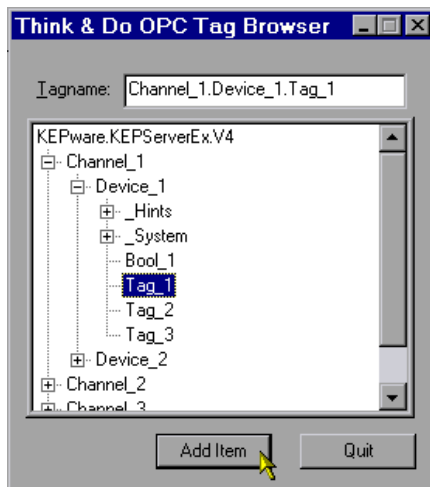 Think & Do OPC Tag Browser
Tagname: Channel_1.Device_1.Tag_1
KEPware.KEPServerEx.V4
Channel_1
Device_1
_Hints
_System
Bool_1
Tag_1
Tag_2
Tag_3
Device_2
Channel_2
Channel_3
Add Item Quit